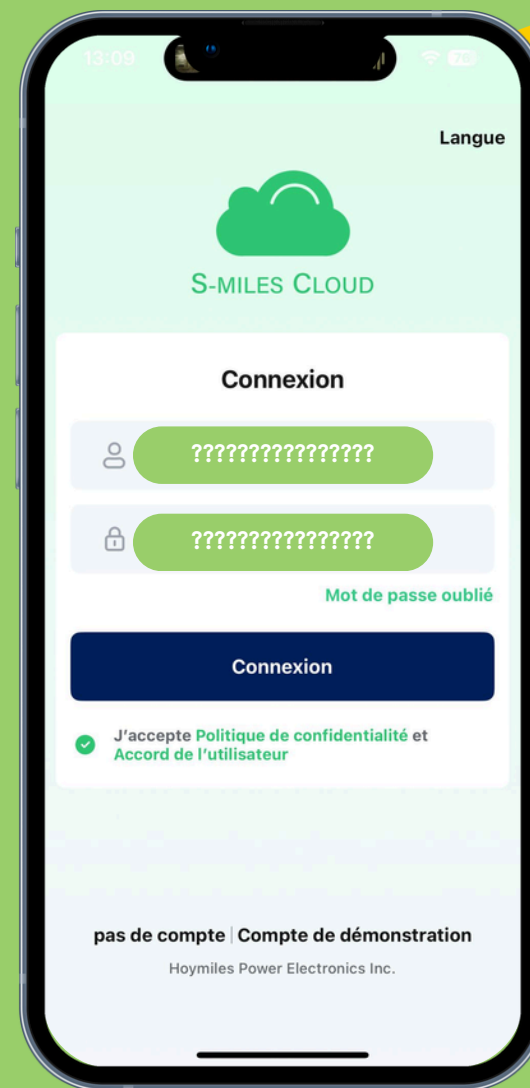 13:09
76
Langue
S-MILES CLOUD
Connexion
????????????????
????????????????
Mot de passe oublié
Connexion
J’accepte Politique de confidentialité et
Accord de l’utilisateur
pas de compte | Compte de démonstration
Hoymiles Power Electronics Inc.